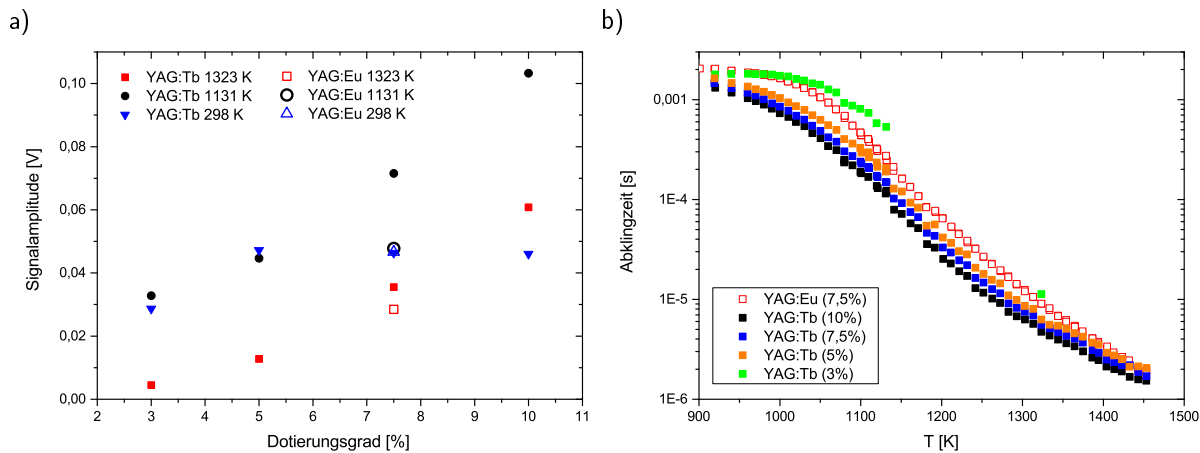 a)
0,10
0,08
0,06
0,04
0,02
0,00
Signalamplitude [V]
YAG:Tb 1323 K
YAG:Tb 1131 K
YAG:Tb 298 K
YAG:Eu 1323 K
YAG:Eu 1131 K
YAG:Eu 298 K
2 3 4 5 6 7 8 9 10 11
Dotierungsgrad [%]
b)
0,001
1E-4
1E-5
1E-6
Abklingzeit [s]
YAG:Eu (7,5%)
YAG:Tb (10%)
YAG:Tb (7,5%)
YAG:Tb (5%)
YAG:Tb (3%)
900 1000 1100 1200 1300 1400 1500
T [K]